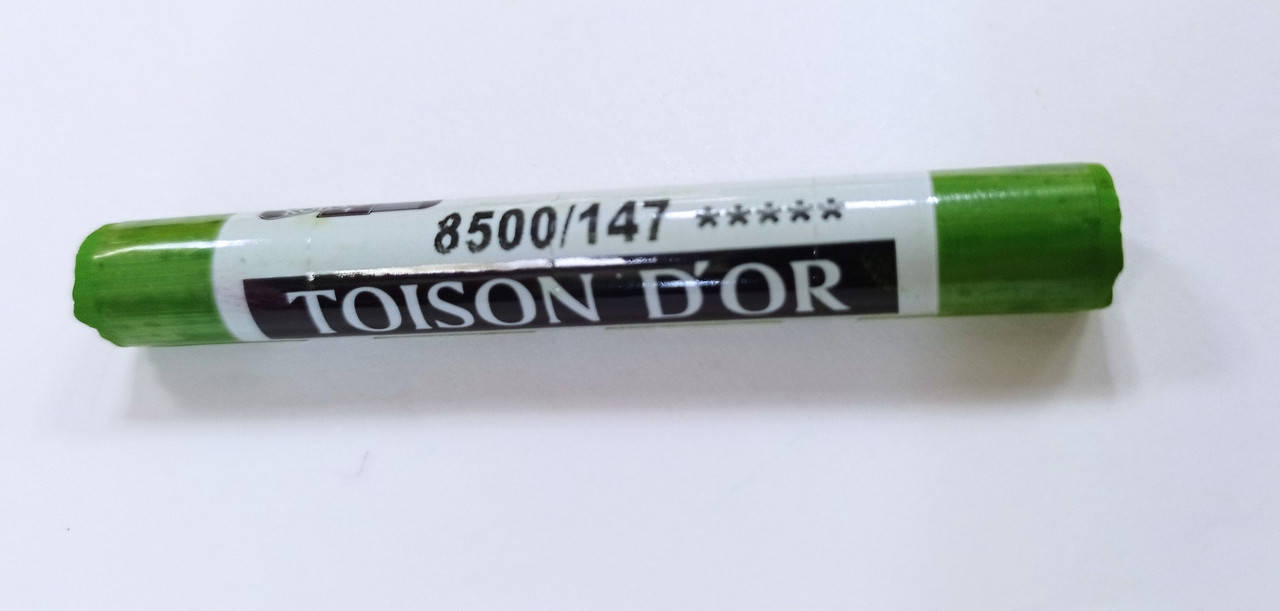 8500/147 *****
TOISON D'OR